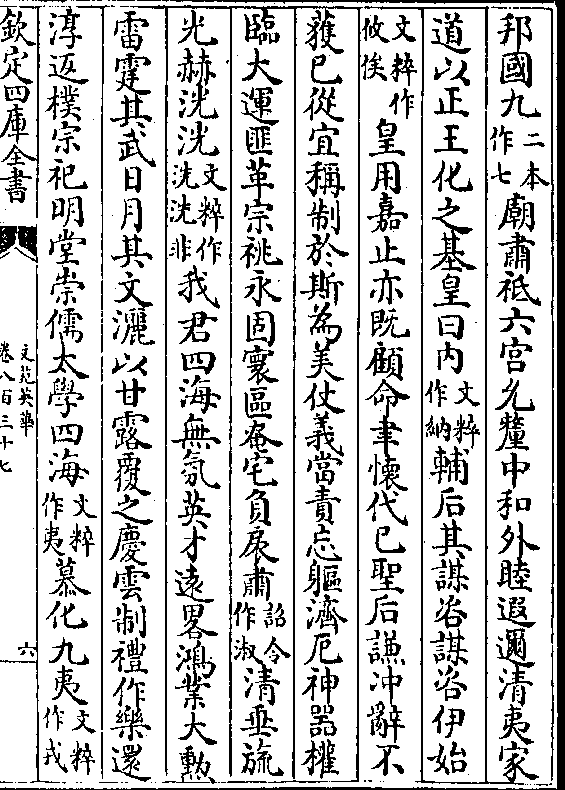 邦國九二本作七廟肅祗六宮允釐中和外睦遐邇清夷家
道以正王化之基皇曰内文粹作納輔后其謀咨謀咨伊始
文粹作攸俟皇用嘉止亦既顧命聿懷代已聖后謙沖辭不
獲已從宜稱制於斯為美仗義當責忘軀濟厄神器權
臨大運匪革宗祧永固寰區奄宅負扆肅詔令作淑清垂旒
光赫洸洸文粹作洗洗非我君四海無氛英才遠畧鴻業大勲
雷霆其武日月其文灑以甘露覆之慶雲制禮作樂還
淳返樸宗祀明堂崇儒太學四海文粹作夷慕化九夷文粹作戎
欽定四庫全書
文苑英華
卷八百三十七
六